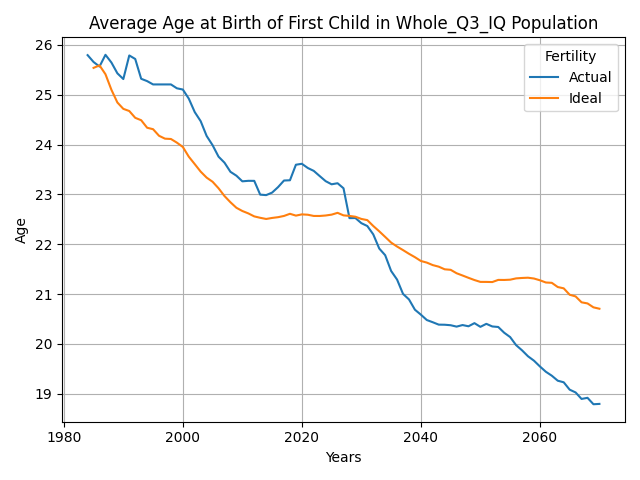 Average Age at Birth of First Child in Whole_Q3_IQ Population
Fertility
Actual
Ideal
26
25
24
23
22
21
20
19
Age
1980
2000
2020
2040
2060
Years